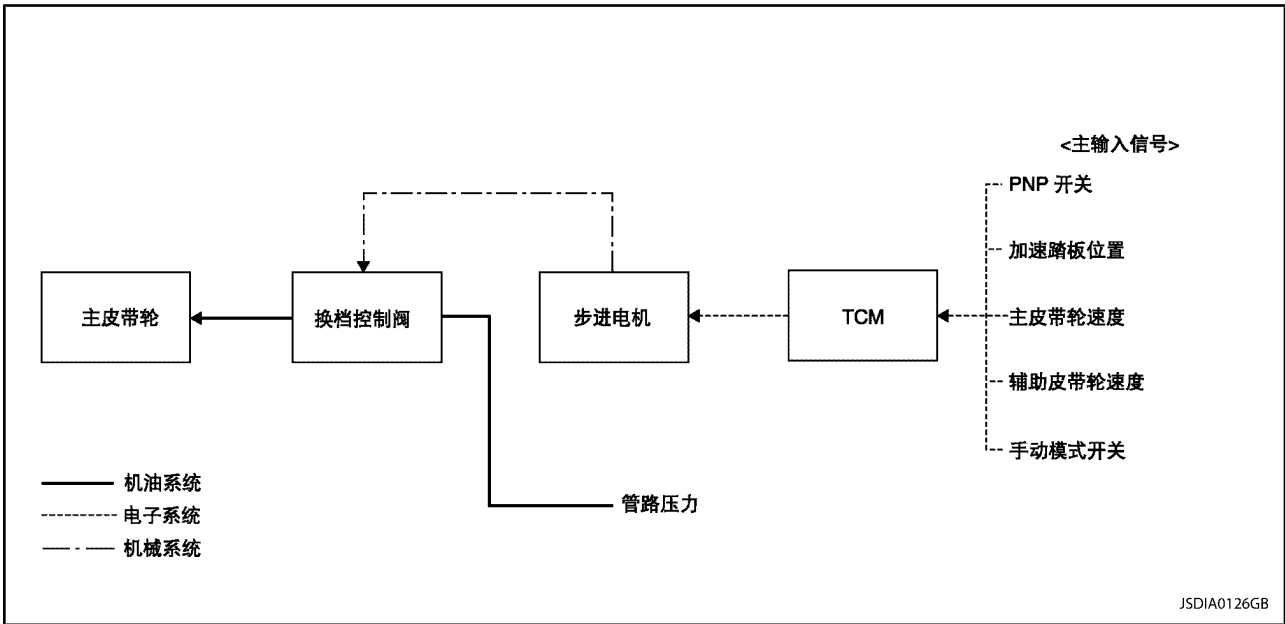 <主输入信号>
PNP 开关
加速踏板位置
主皮带轮
换档控制阀
步进电机
TCM
主皮带轮速度
辅助皮带轮速度
手动模式开关
机油系统
管路压力
电子系统
机械系统
JSDIA0126GB